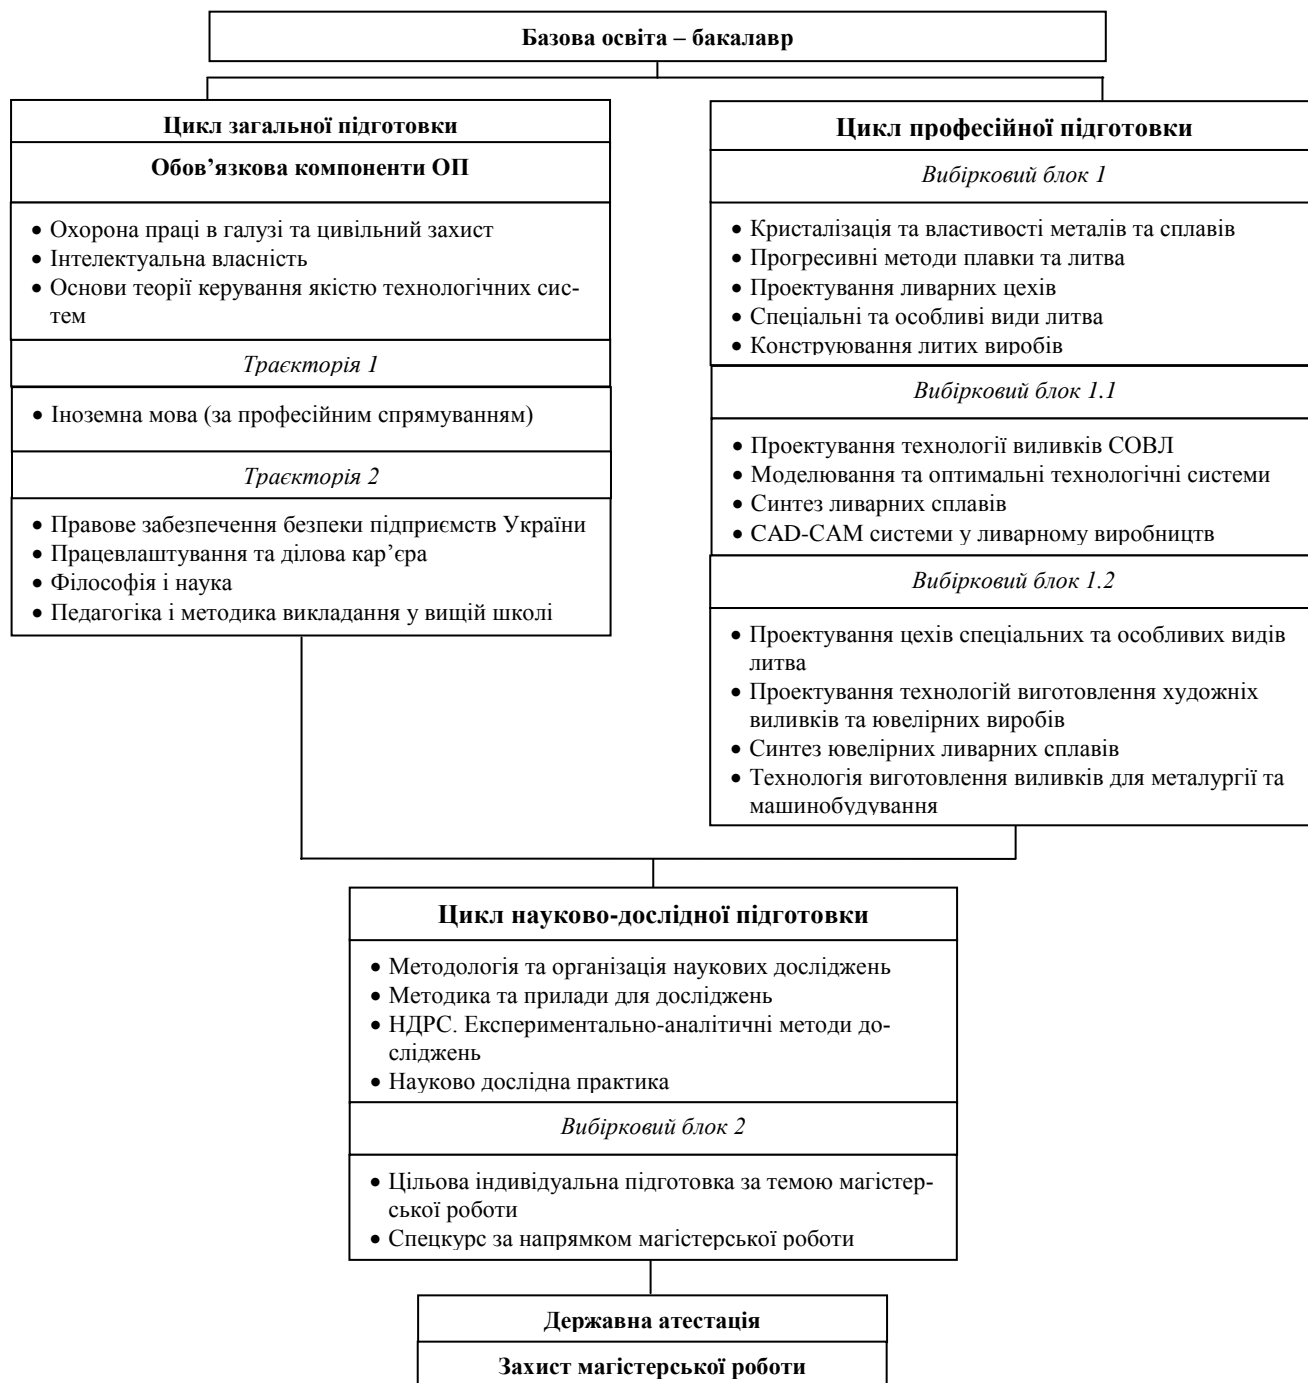 Базова освіта – бакалавр
Цикл загальної підготовки
Обов’язкова компоненти ОП
• Охорона праці в галузі та цивільний захист
• Інтелектуальна власність
• Основи теорії керування якістю технологічних сис-
тем
Траєкторія 1
• Іноземна мова (за професійним спрямуванням)
Траєкторія 2
• Правове забезпечення безпеки підприємств України
• Працевлаштування та ділова кар’єра
• Філософія і наука
• Педагогіка і методика викладання у вищій школі
Цикл професійної підготовки
Вибірковий блок 1
• Кристалізація та властивості металів та сплавів
• Прогресивні методи плавки та литва
• Проектування ливарних цехів
• Спеціальні та особливі види литва
• Конструювання литих виробів
Вибірковий блок 1.1
• Проектування технології виливків СОВЛ
• Моделювання та оптимальні технологічні системи
• Синтез ливарних сплавів
• CAD-CAM системи у ливарному виробництв
Вибірковий блок 1.2
• Проектування цехів спеціальних та особливих видів
литва
• Проектування технологій виготовлення художніх
виливків та ювелірних виробів
• Синтез ювелірних ливарних сплавів
• Технологія виготовлення виливків для металургії та
машинобудування
Цикл науково-дослідної підготовки
• Методологія та організація наукових досліджень
• Методика та прилади для досліджень
• НДРС. Експериментально-аналітичні методи до-
сліджень
• Науково дослідна практика
Вибірковий блок 2
• Цільова індивідуальна підготовка за темою магістер-
ської роботи
• Спецкурс за напрямком магістерської роботи
Державна атестація
Захист магістерської роботи